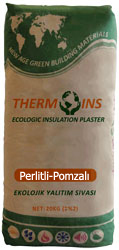 NEW AGE GREEN BUILDING MATERIALS
THERMOINS
ECOLOGIC INSULATION PLASTER
Perlitli-Pomzalı
EKOLOJİK YALITIM SIVASI